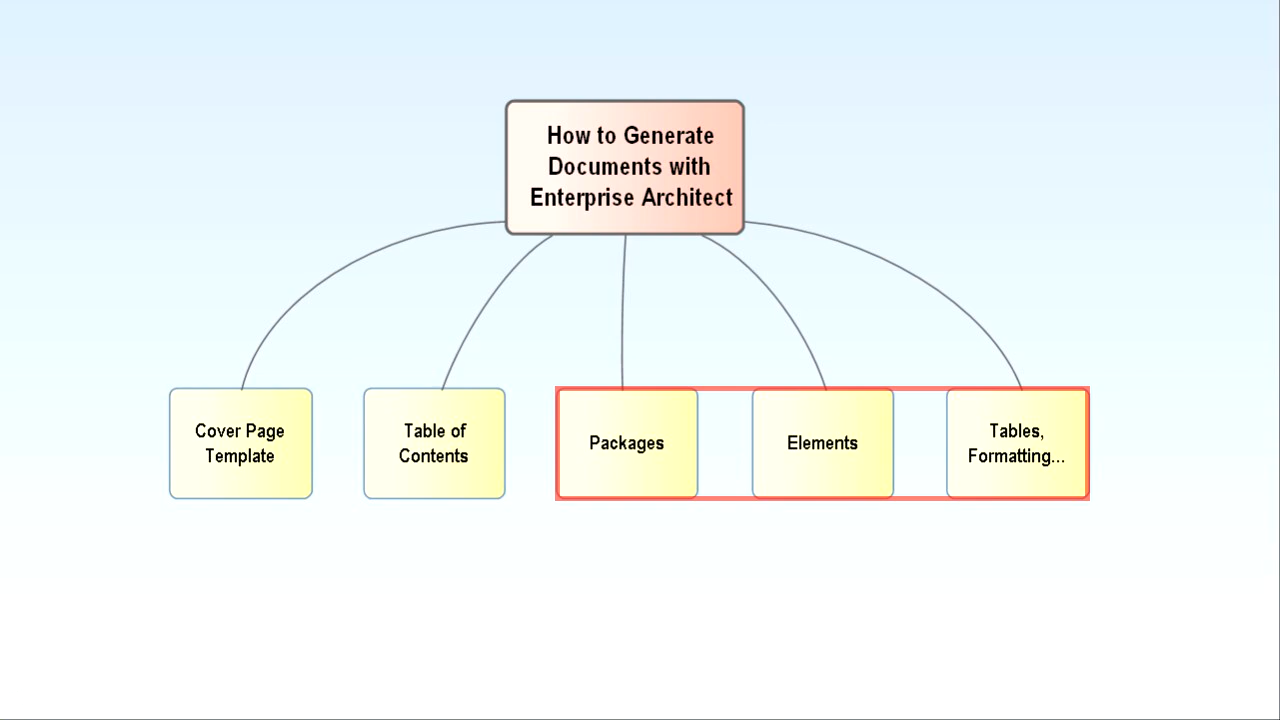 How to Generate
Documents with
Enterprise Architect
Cover Page
Template
Table of
Contents
Packages
Elements
Tables,
Formatting...